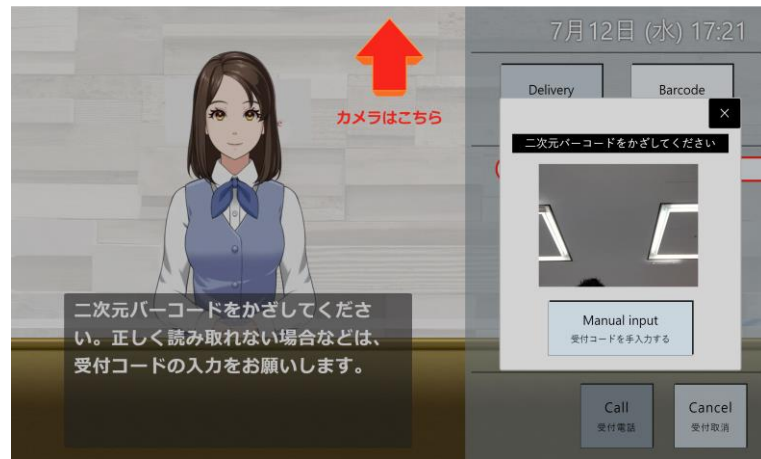 7月12日 (水) 17:21
カメラはこちら
Delivery
Barcode
×
二次元バーコードをかざしてください
Manual input
受付コードを手入力する
二次元バーコードをかざしてくださ
い。正しく読み取れない場合などは、
受付コードの入力をお願いします。
Call
受付電話
Cancel
受付取消